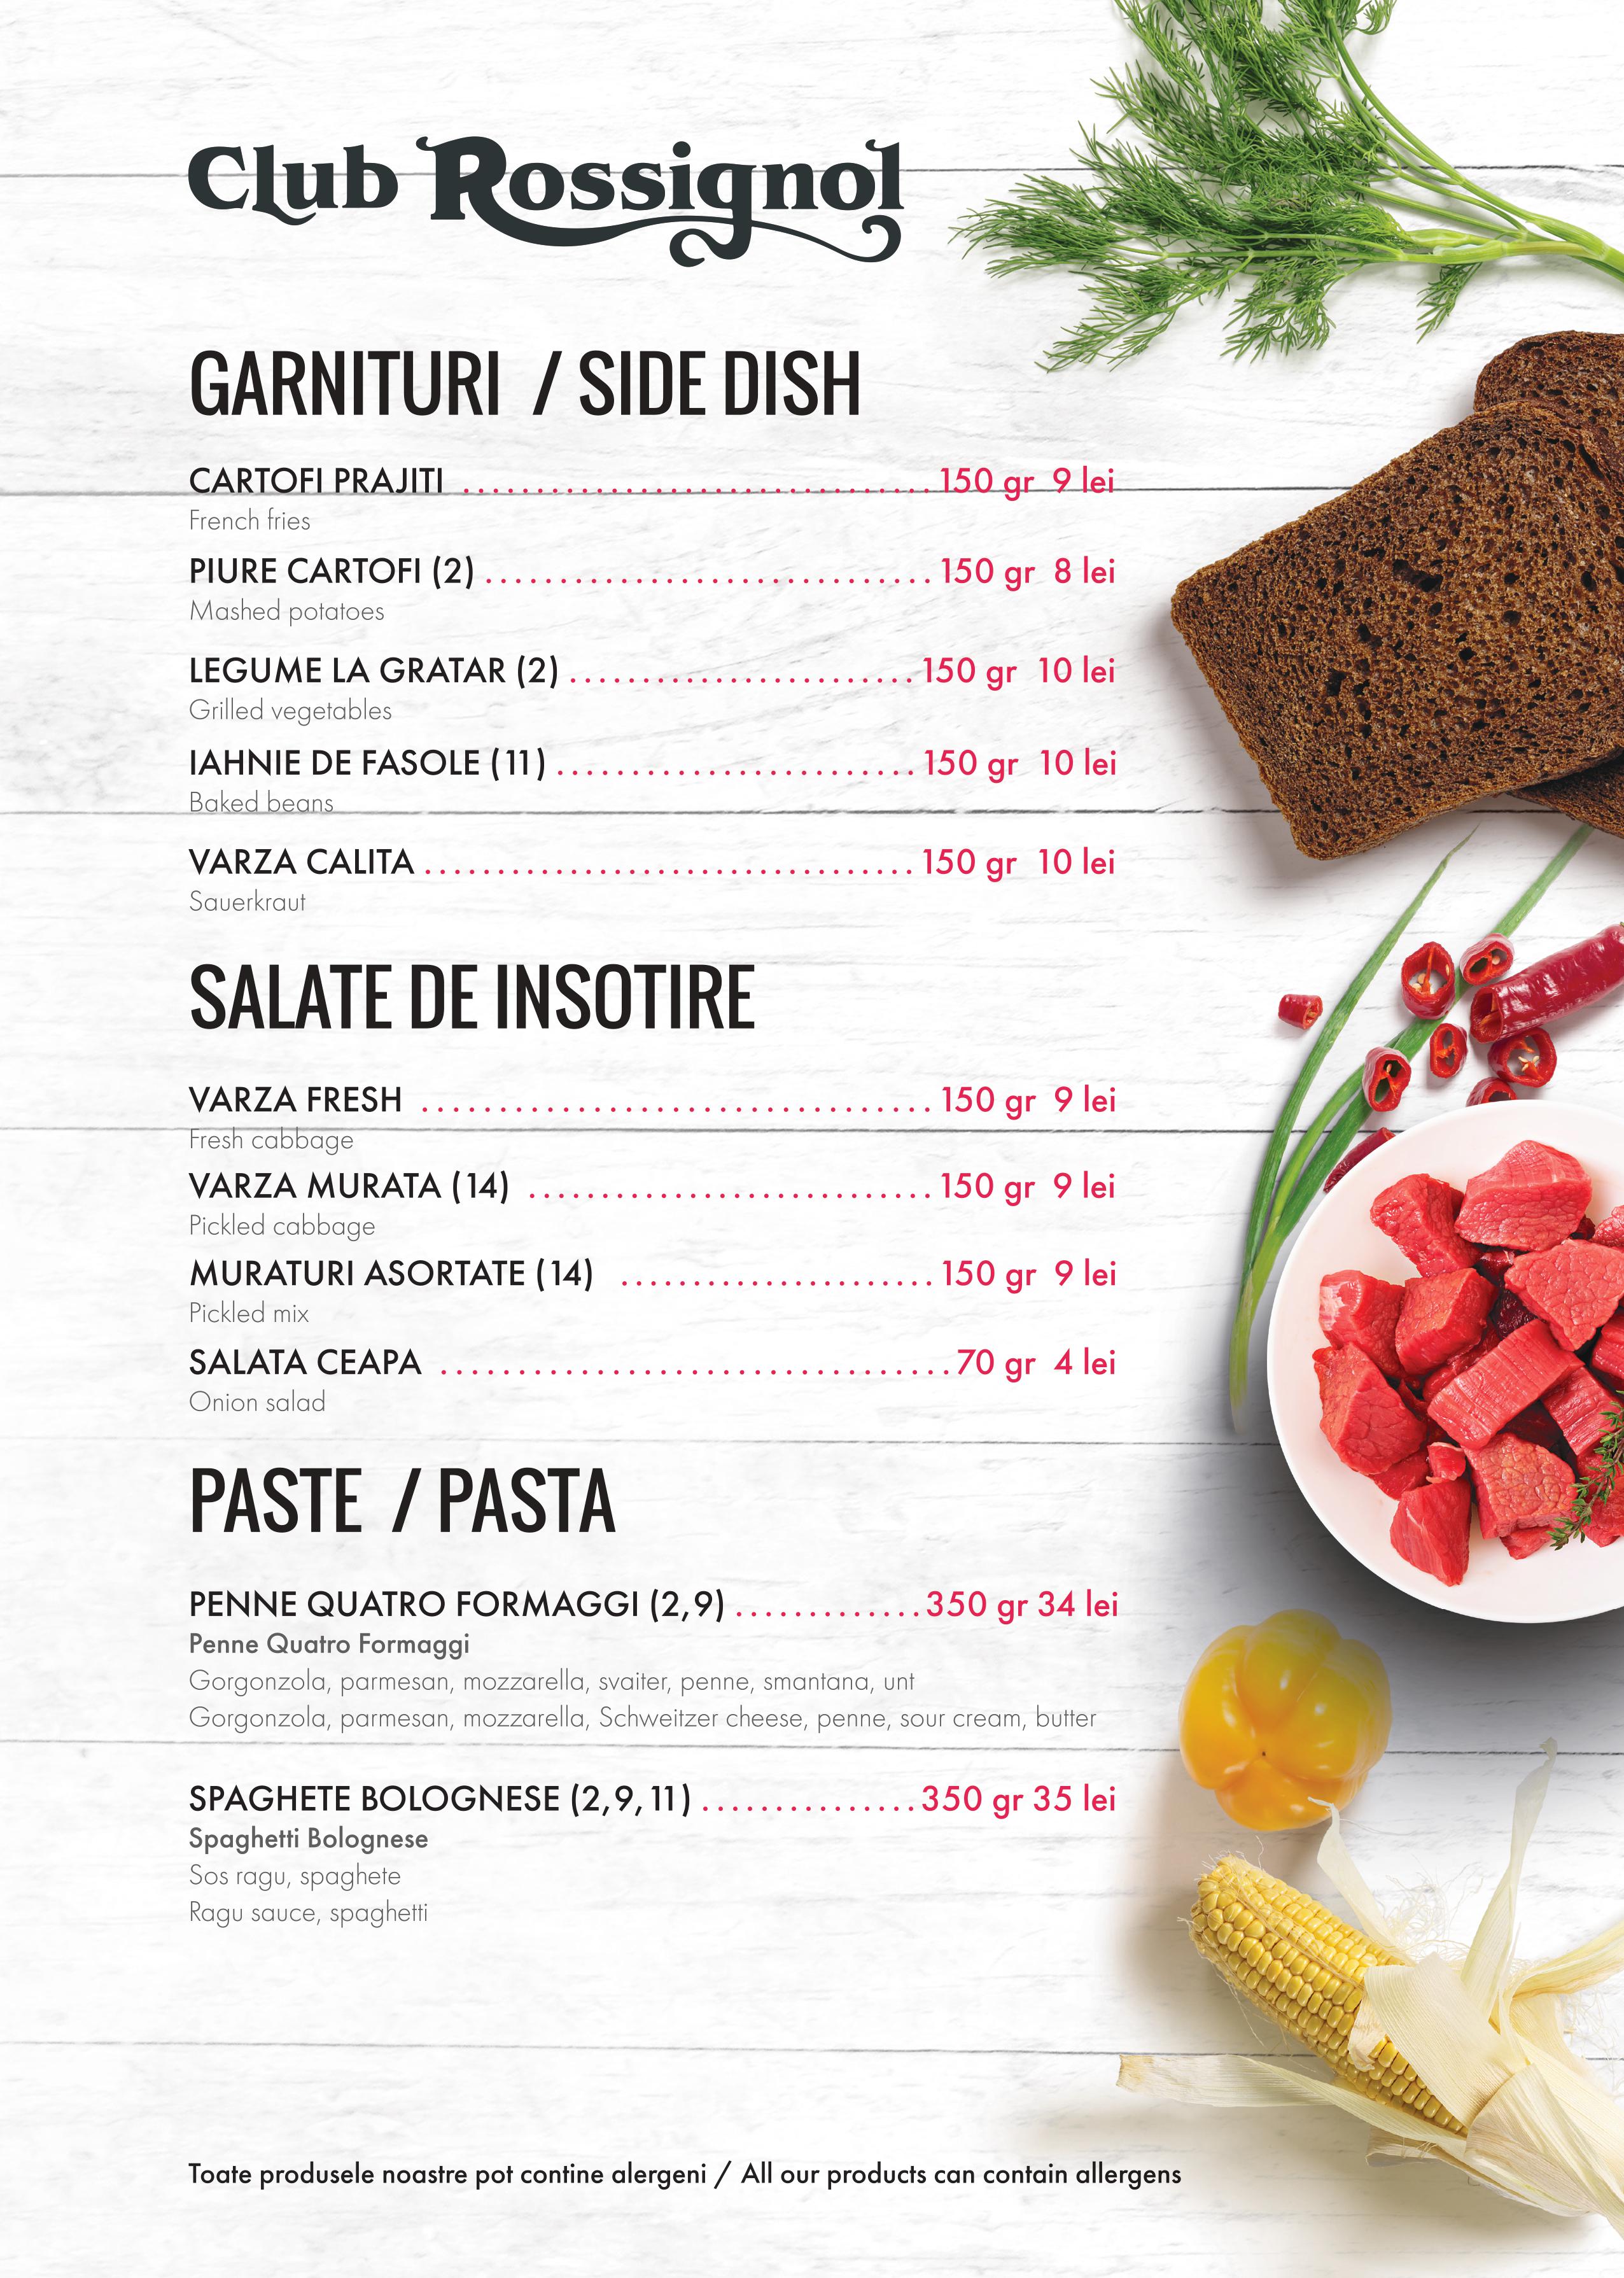 Club Rossignol
GARNITURI / SIDE DISH
CARTOFI PRAJITI ................................ 150 gr 9 lei
French fries
PIURE CARTOFI (2) ............................... 150 gr 8 lei
Mashed potatoes
LEGUME LA GRATAR (2) ........................ 150 gr 10 lei
Grilled vegetables
IAHNIE DE FASOLE (11) ......................... 150 gr 10 lei
Baked beans
VARZA CALITA .................................. 150 gr 10 lei
Sauerkraut
SALATE DE INSOTIRE
VARZA FRESH ................................... 150 gr 9 lei
Fresh cabbage
VARZA MURATA (14) ............................ 150 gr 9 lei
Pickled cabbage
MURATURI ASORTATE (14) ...................... 150 gr 9 lei
Pickled mix
SALATA CEAPA ................................... 70 gr 4 lei
Onion salad
PASTE / PASTA
PENNE QUATRO FORMAGGI (2,9) ............. 350 gr 34 lei
Penne Quatro Formaggi
Gorgonzola, parmesan, mozzarella, svaiter, penne, smantana, unt
Gorgonzola, parmesan, mozzarella, Schweitzer cheese, penne, sour cream, butter
SPAGHETE BOLOGNESE (2,9,11) ............... 350 gr 35 lei
Spaghetti Bolognese
Sos ragu, spaghete
Ragu sauce, spaghetti
Toate produsele noastre pot contine alergeni / All our products can contain allergens